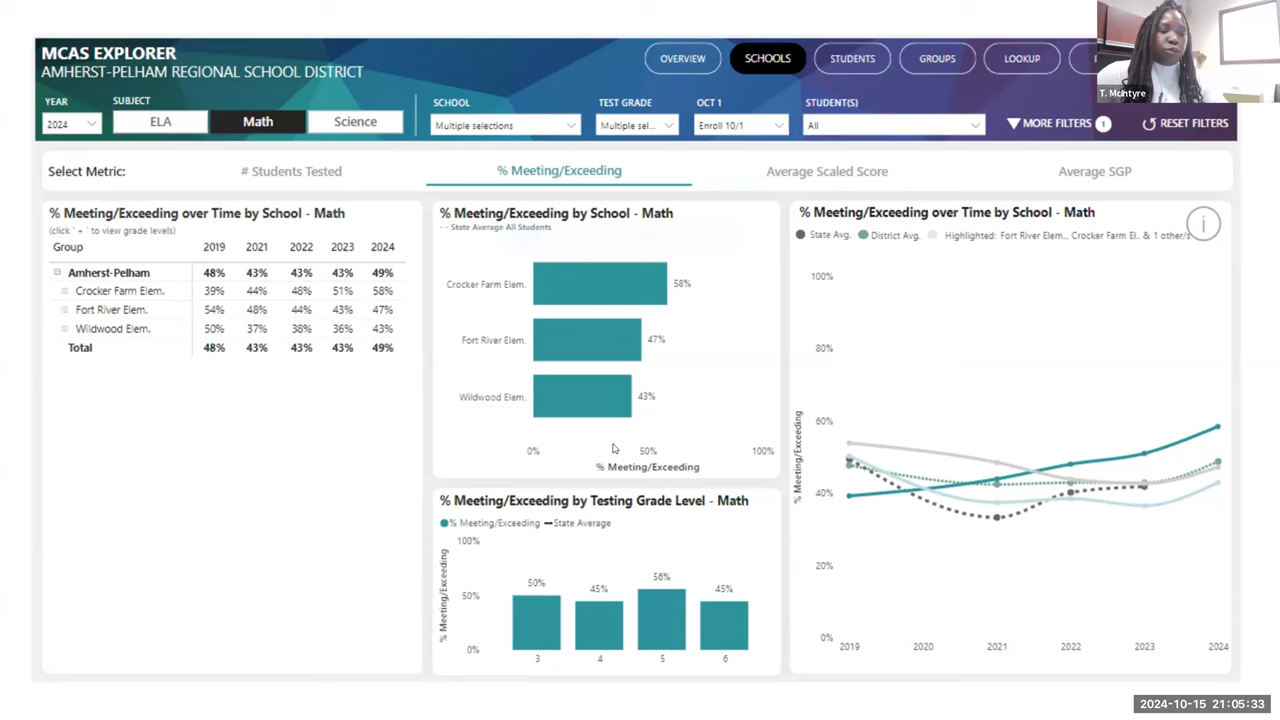 MCAS EXPLORER
AMHERST-PELHAM REGIONAL SCHOOL DISTRICT
OVERVIEW SCHOOLS STUDENTS GROUPS LOOKUP
T. McIntyre
YEAR SUBJECT SCHOOL TEST GRADE OCT 1 STUDENT(S)
2024 ELA Math Science Multiple selections Multiple sel... Enroll 10/1 All MORE FILTERS 1 RESET FILTERS
Select Metric: # Students Tested % Meeting/Exceeding Average Scaled Score Average SGP
% Meeting/Exceeding over Time by School - Math
(click ' + ' to view grade levels)
Group 2019 2021 2022 2023 2024
Amherst-Pelham 48% 43% 43% 43% 49%
Crocker Farm Elem. 39% 44% 48% 51% 58%
Fort River Elem. 54% 48% 44% 43% 47%
Wildwood Elem. 50% 37% 38% 36% 43%
Total 48% 43% 43% 43% 49%
% Meeting/Exceeding by School - Math
- - State Average All Students
Crocker Farm Elem. 58%
Fort River Elem. 47%
Wildwood Elem. 43%
0% 50% 100%
% Meeting/Exceeding
% Meeting/Exceeding by Testing Grade Level - Math
% Meeting/Exceeding State Average
% Meeting/Exceeding
100%
50%
0%
50% 45% 56% 45%
3 4 5 6
% Meeting/Exceeding over Time by School - Math
i
State Avg. District Avg. Highlighted: Fort River Elem... Crocker Farm El.. & 1 other/s
% Meeting/Exceeding
100%
80%
60%
40%
20%
0%
2019 2020 2021 2022 2023 2024
2024-10-15 21:05:33